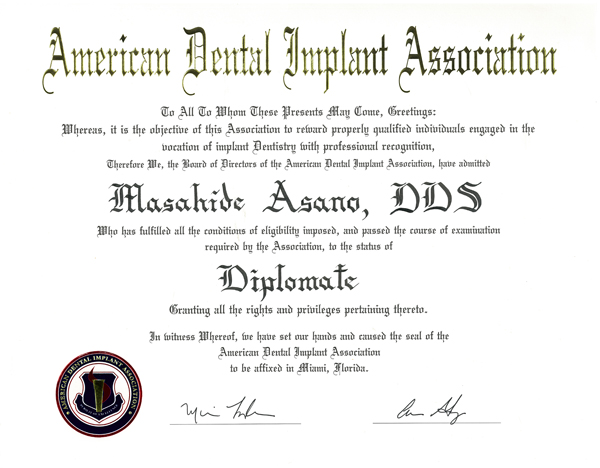 American Dental Implant Association
To All To Whom These Presents May Come, Greetings:
Whereas, it is the objective of this Association to reward properly qualified individuals engaged in the
vocation of implant Dentistry with professional recognition,
Therefore We, the Board of Directors of the American Dental Implant Association, have admitted
Masahide Asano, DDS
Who has fulfilled all the conditions of eligibility imposed, and passed the course of examination
required by the Association, to the status of
Diplomate
Granting all the rights and privileges pertaining thereto.
In witness Whereof, we have set our hands and caused the seal of the
American Dental Implant Association
to be affixed in Miami, Florida.
AMERICAN DENTAL IMPLANT ASSOCIATION